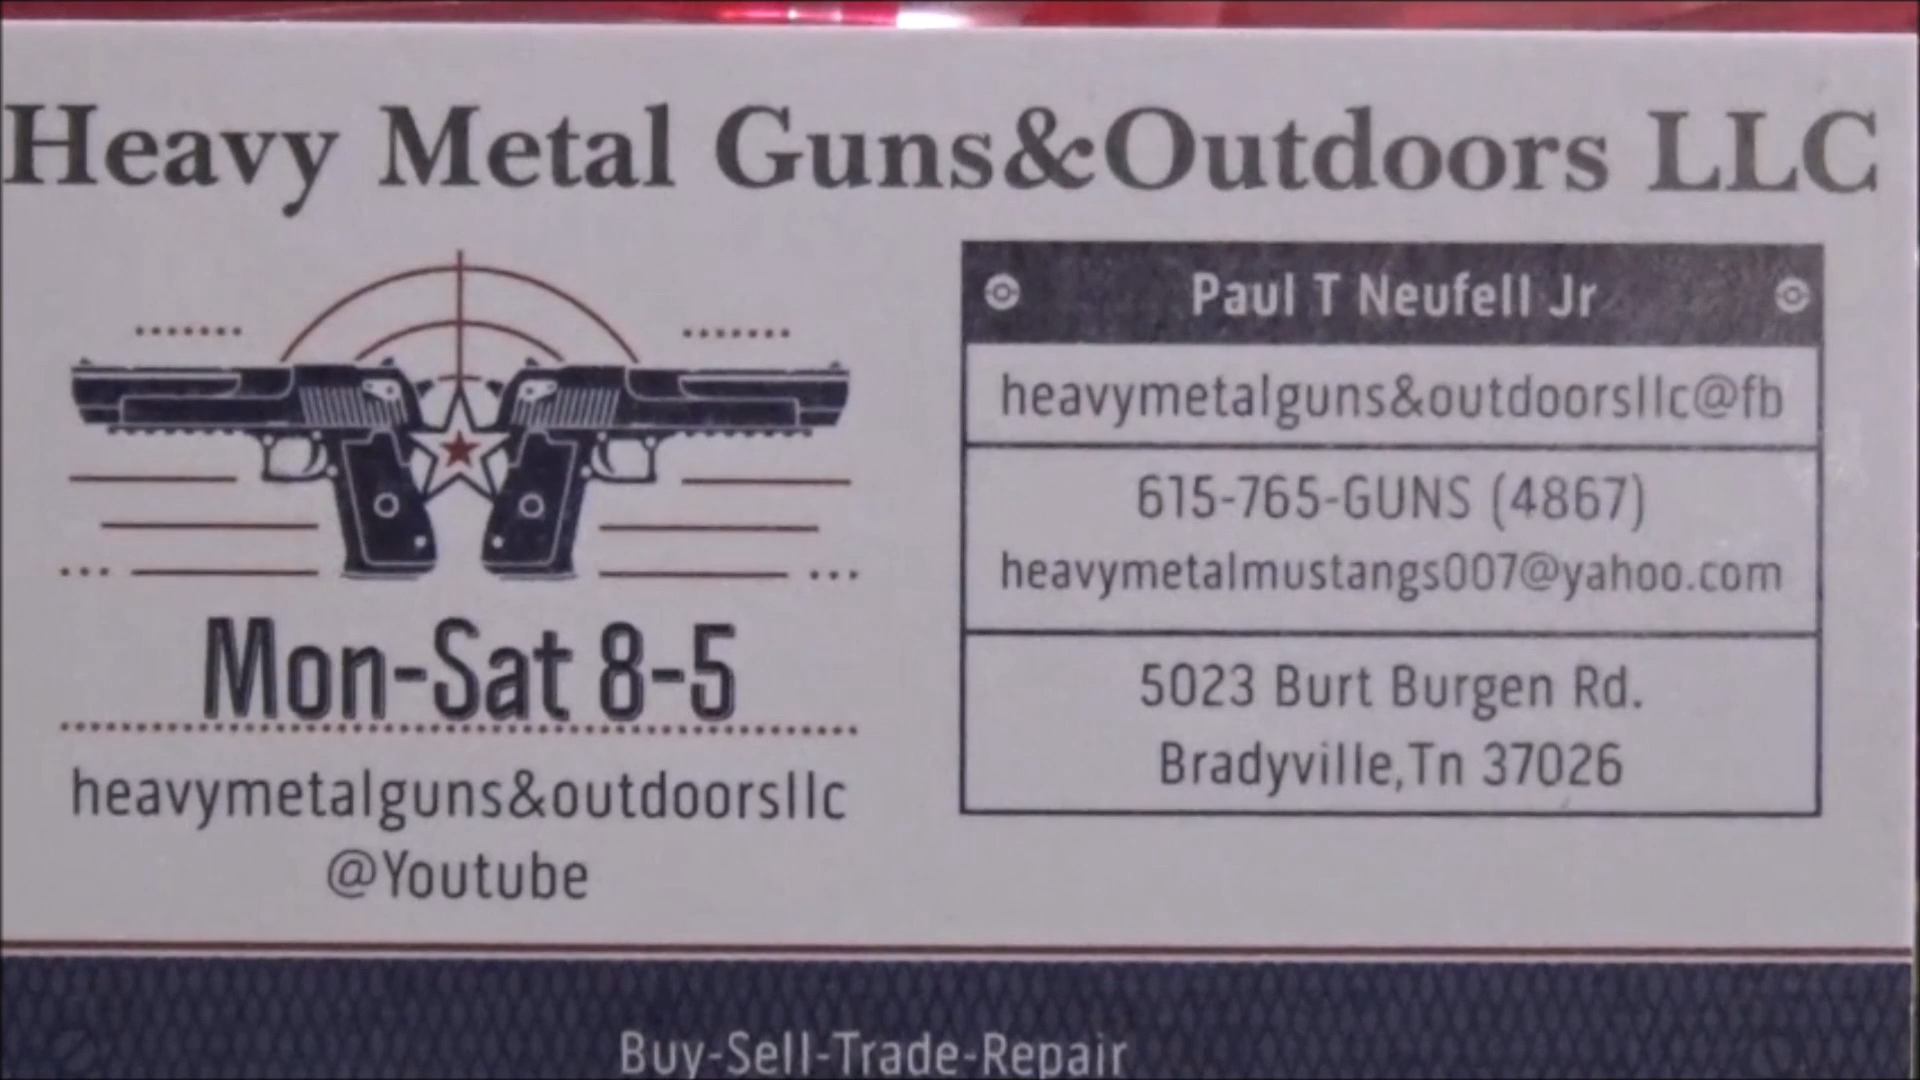 Heavy Metal Guns&Outdoors LLC
Paul T Neufell Jr
heavymetalguns&outdoorsllc@fb
615-765-GUNS (4867)
heavymetalmustangs007@yahoo.com
5023 Burt Burgen Rd.
Bradyville,Tn 37026
Mon-Sat 8-5
heavymetalguns&outdoorsllc
@Youtube
Buy-Sell-Trade-Repair